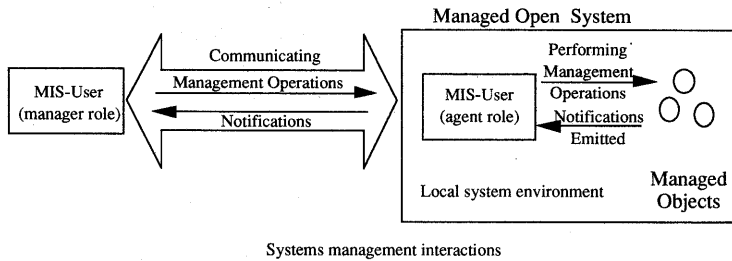 Managed Open System
Communicating
Management Operations
Notifications
MIS-User
(manager role)
MIS-User
(agent role)
Performing
Management
Operations
Notifications
Emitted
Local system environment
Managed
Objects
Systems management interactions